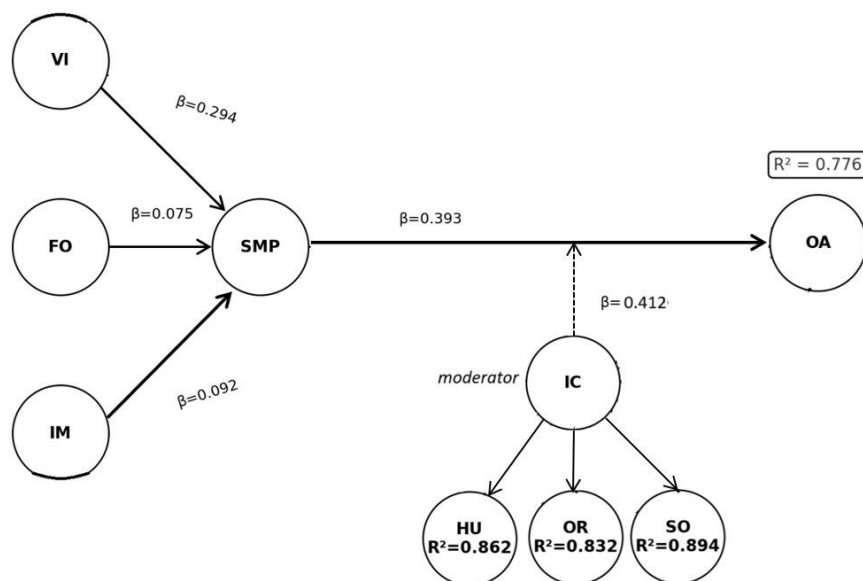 VI
β=0.294
R² = 0.776
β=0.075
β=0.393
FO
SMP
OA
β=0.412
moderator
IC
β=0.092
IM
HU
R²=0.862
OR
R²=0.832
SO
R²=0.894